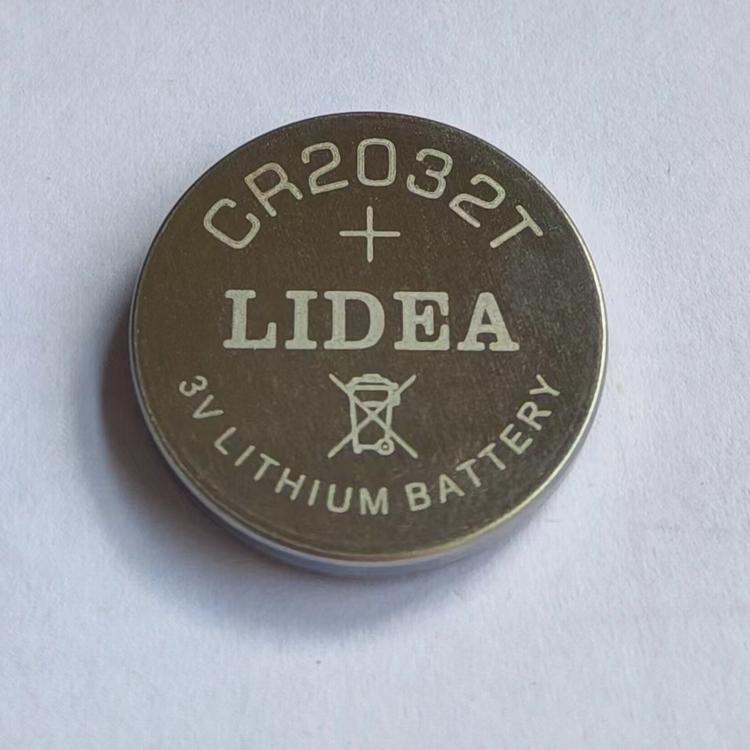 CR2032T
+
LIDEA
3V LITHIUM BATTERY